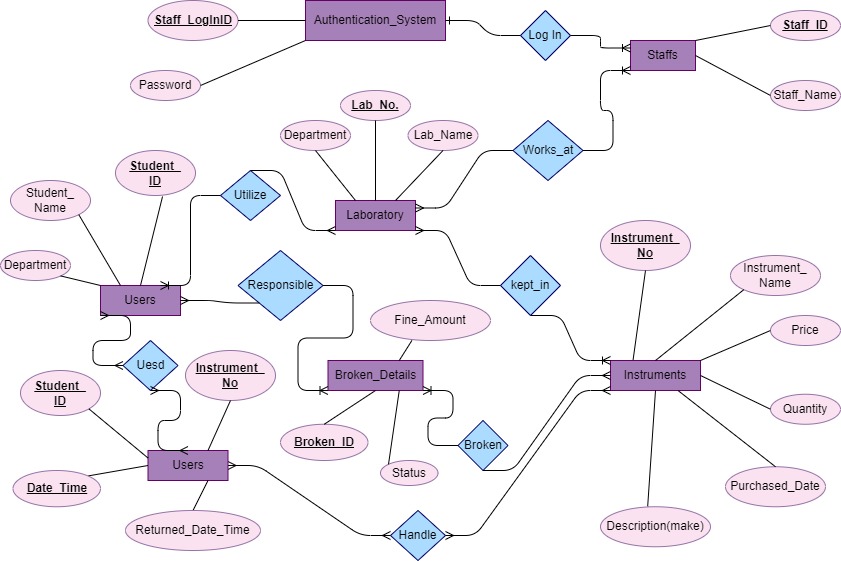 Staff_LogInID
Authentication_System
Log In
Staff_ID
Staffs
Password
Staff_Name
Lab_No.
Department
Lab_Name
Works_at
Student_
ID
Student_
Name
Utilize
Laboratory
Department
Users
Responsible
kept_in
Instrument_
No
Instrument_
Name
Fine_Amount
Price
Uesd
Broken_Details
Instruments
Student_
ID
Instrument_
No
Quantity
Broken_ID
Broken
Users
Status
Date_Time
Purchased_Date
Returned_Date_Time
Handle
Description(make)